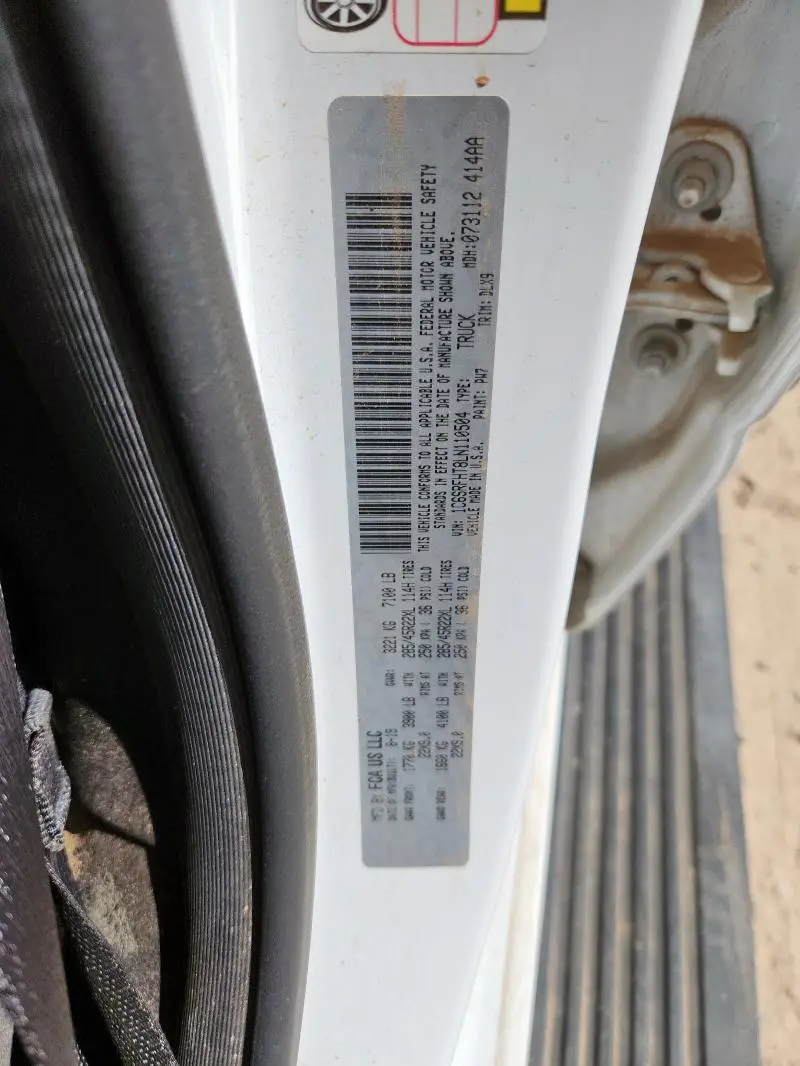 MFD BY: FCA US LLC
DATE OF MFR(BUILT): 8-19 GVWR: 3221 KG 7100 LB
GAWR FRONT: 1770 KG 3900 LB WITH 285/45R22XL 114H TIRES
22X9.0 RIMS AT 250 KPA ( 36 PSI) COLD
GAWR REAR: 1860 KG 4100 LB WITH 285/45R22XL 114H TIRES
22X9.0 RIMS AT 250 KPA ( 36 PSI) COLD
THIS VEHICLE CONFORMS TO ALL APPLICABLE U.S.A. FEDERAL MOTOR VEHICLE SAFETY
STANDARDS IN EFFECT ON THE DATE OF MANUFACTURE SHOWN ABOVE.
VIN: 1C6SRFHT8LN110504 TYPE: TRUCK MDH:073112 414AA
VEHICLE MADE IN U.S.A. PAINT: PW7 TRIM: DLX9